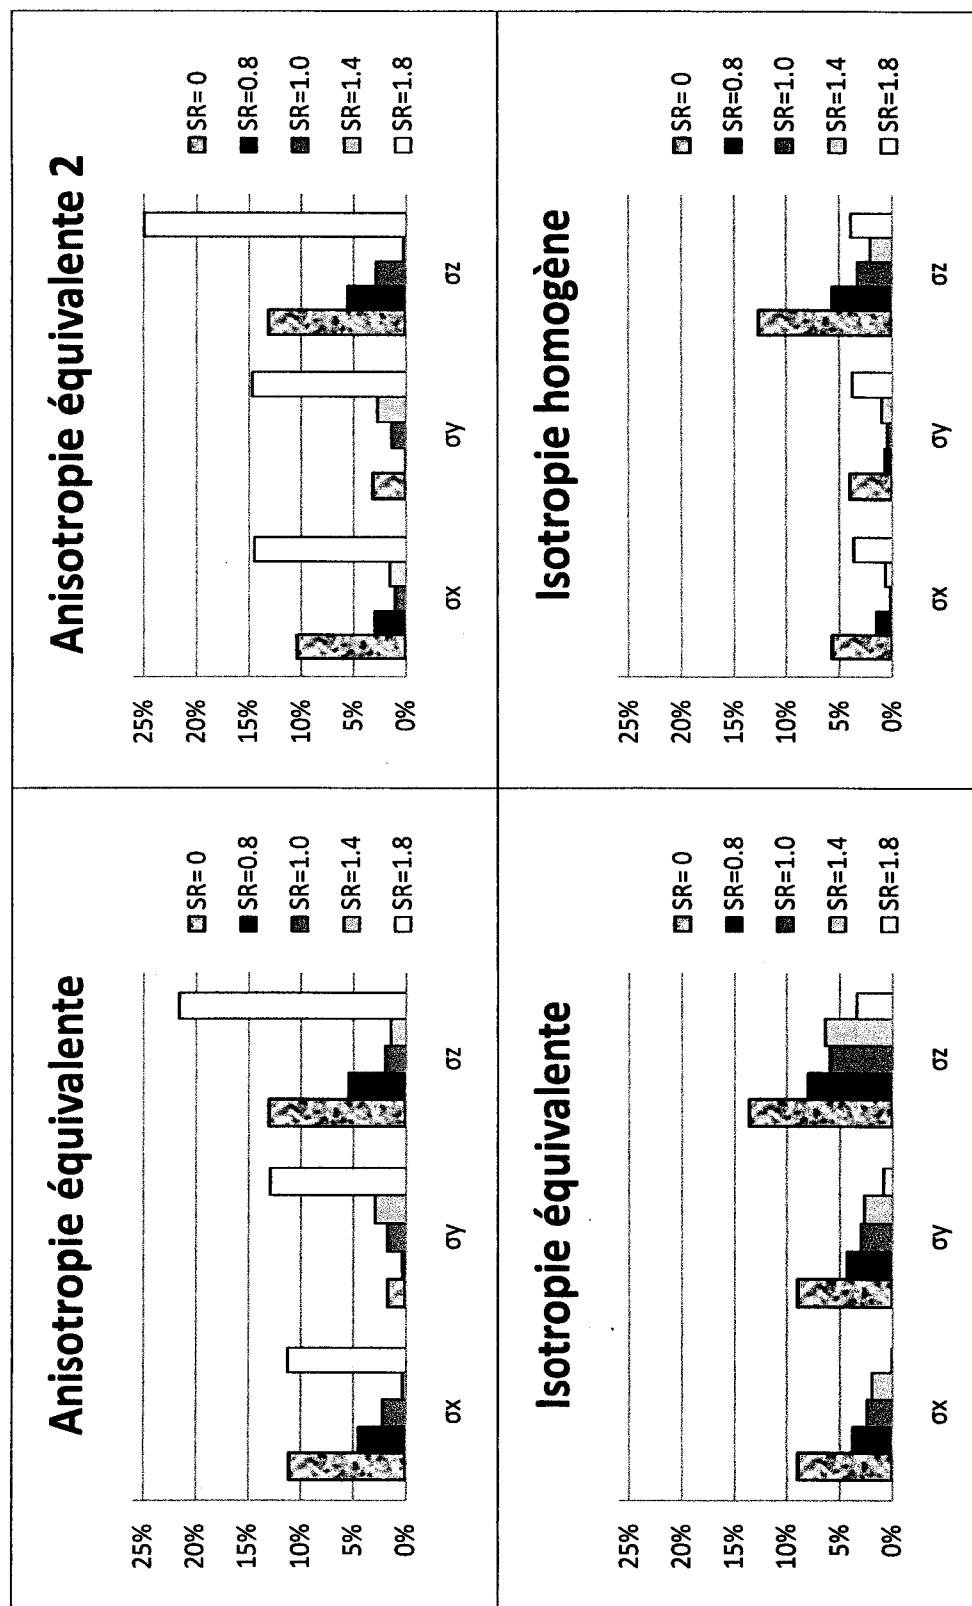 Anisotropie équivalente
25%
20%
15%
10%
5%
0%
σx
σy
σz
SR= 0
SR=0.8
SR=1.0
SR=1.4
SR=1.8
Anisotropie équivalente 2
25%
20%
15%
10%
5%
0%
σx
σy
σz
SR= 0
SR=0.8
SR=1.0
SR=1.4
SR=1.8
Isotropie équivalente
25%
20%
15%
10%
5%
0%
σx
σy
σz
SR= 0
SR=0.8
SR=1.0
SR=1.4
SR=1.8
Isotropie homogène
25%
20%
15%
10%
5%
0%
σx
σy
σz
SR= 0
SR=0.8
SR=1.0
SR=1.4
SR=1.8